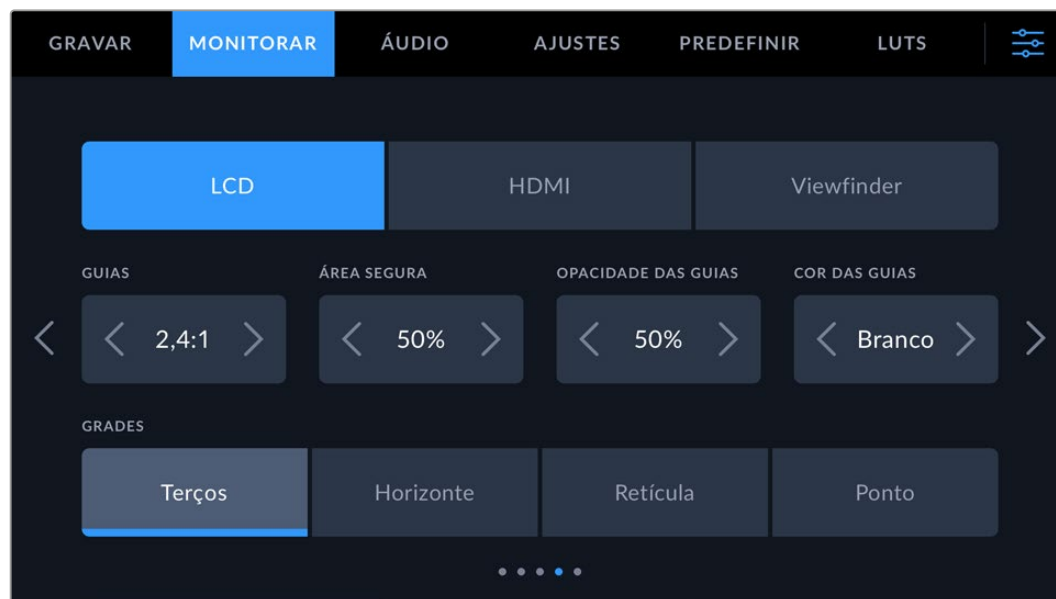 GRAVAR MONITORAR ÁUDIO AJUSTES PREDEFINIR LUTS
LCD HDMI Viewfinder
GUIAS ÁREA SEGURA OPACIDADE DAS GUIAS COR DAS GUIAS
2,4:1 50% 50% Branco
GRADES
Terços Horizonte Retícula Ponto